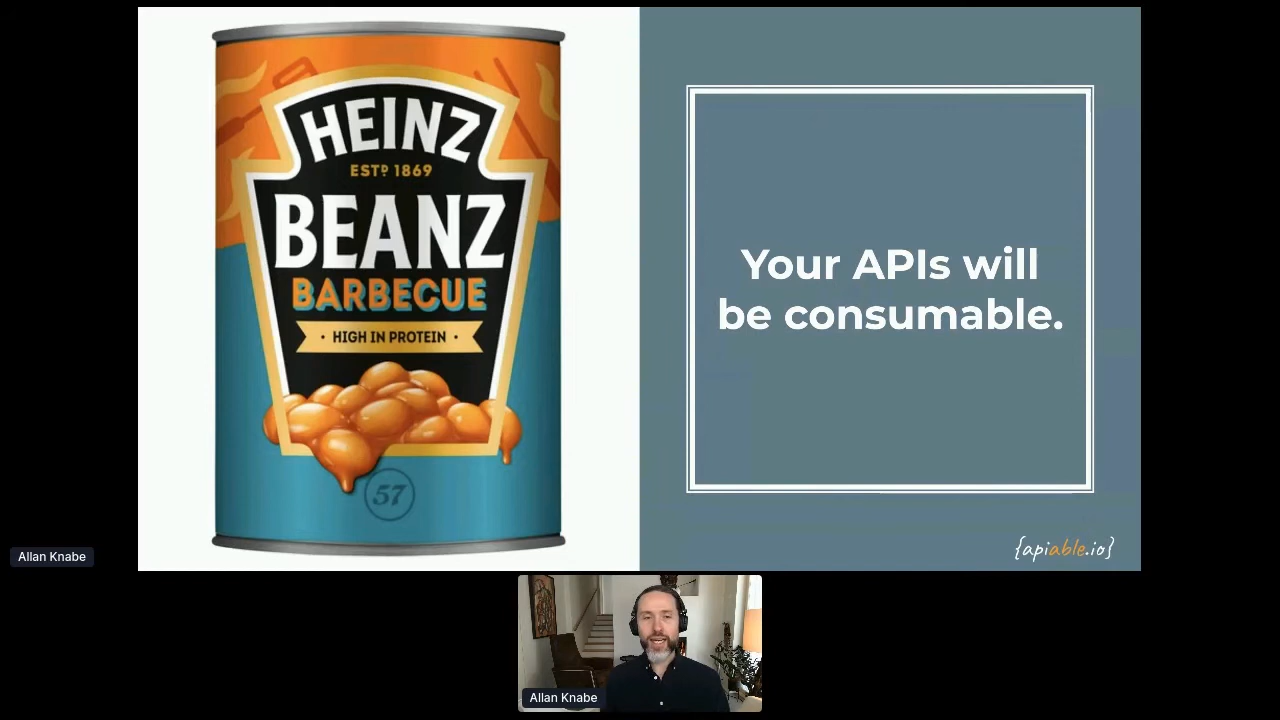 HEINZ
ESTD 1869
BEANZ
BARBECUE
• HIGH IN PROTEIN •
57
Your APIs will
be consumable.
{apiable.io}
Allan Knabe
Allan Knabe